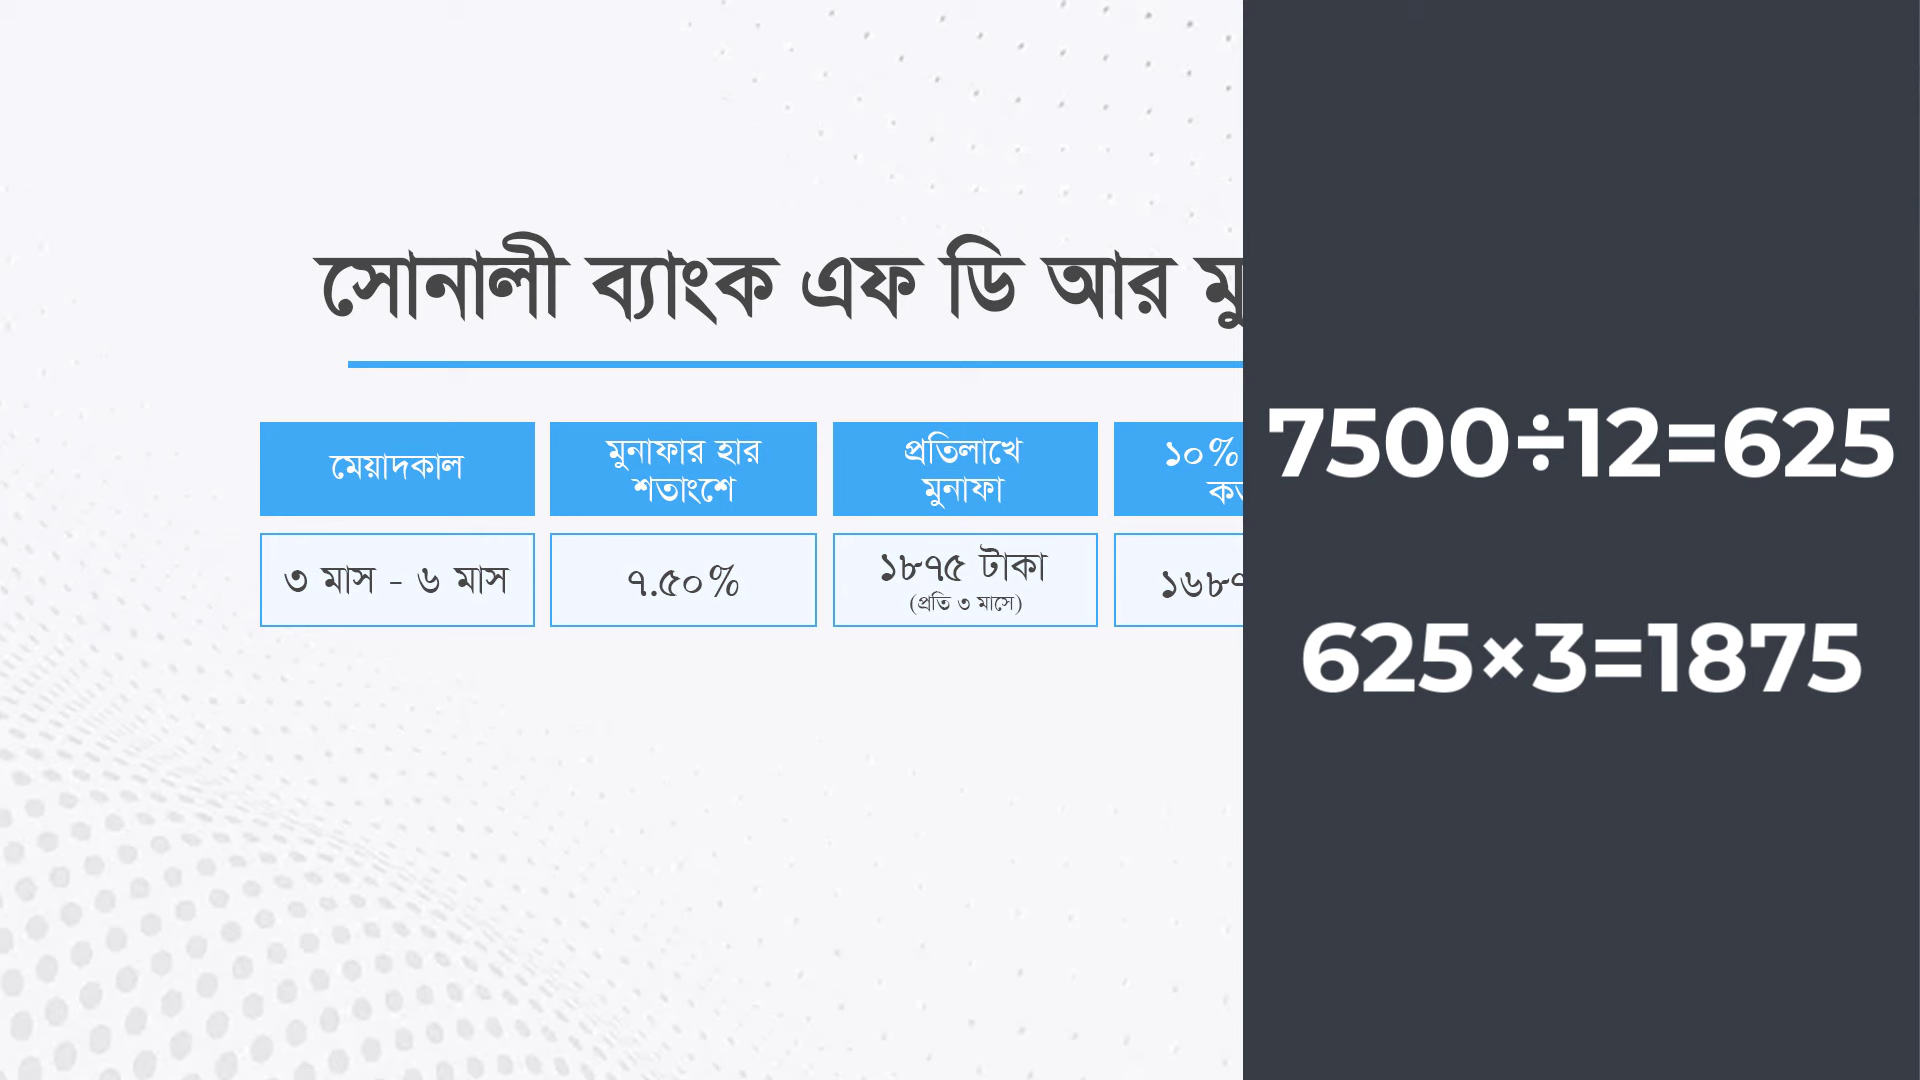 সোনালী ব্যাংক এফ ডি আর
মেয়াদকাল
মুনাফার হার
শতাংশে
প্রতিলাখে
মুনাফা
১০%
৩ মাস - ৬ মাস
৭.৫০%
১৮৭৫ টাকা
(প্রতি ৩ মাসে)
7500÷12=625
625×3=1875